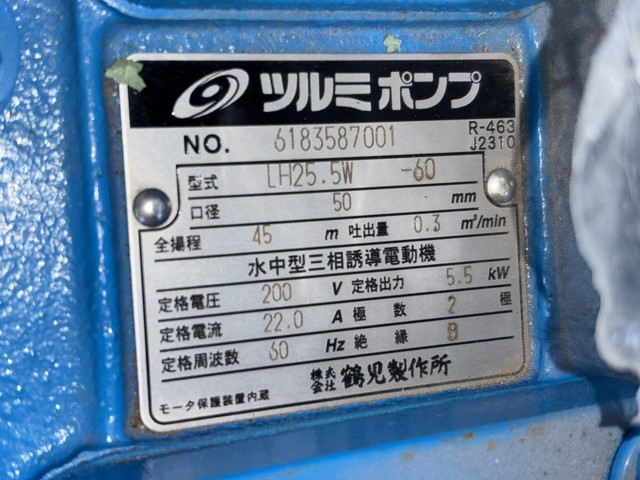 ツルミポンプ
NO. 6183587001 R-463 J2310
型式 LH25.5W -60
口径 50 mm
全揚程 45 m 吐出量 0.3 m³/min
水中型三相誘導電動機
定格電圧 200 V 定格出力 5.5 kW
定格電流 22.0 A 極数 2 極
定格周波数 60 Hz 絶縁 B
株式会社 鶴見製作所
モータ保護装置内蔵